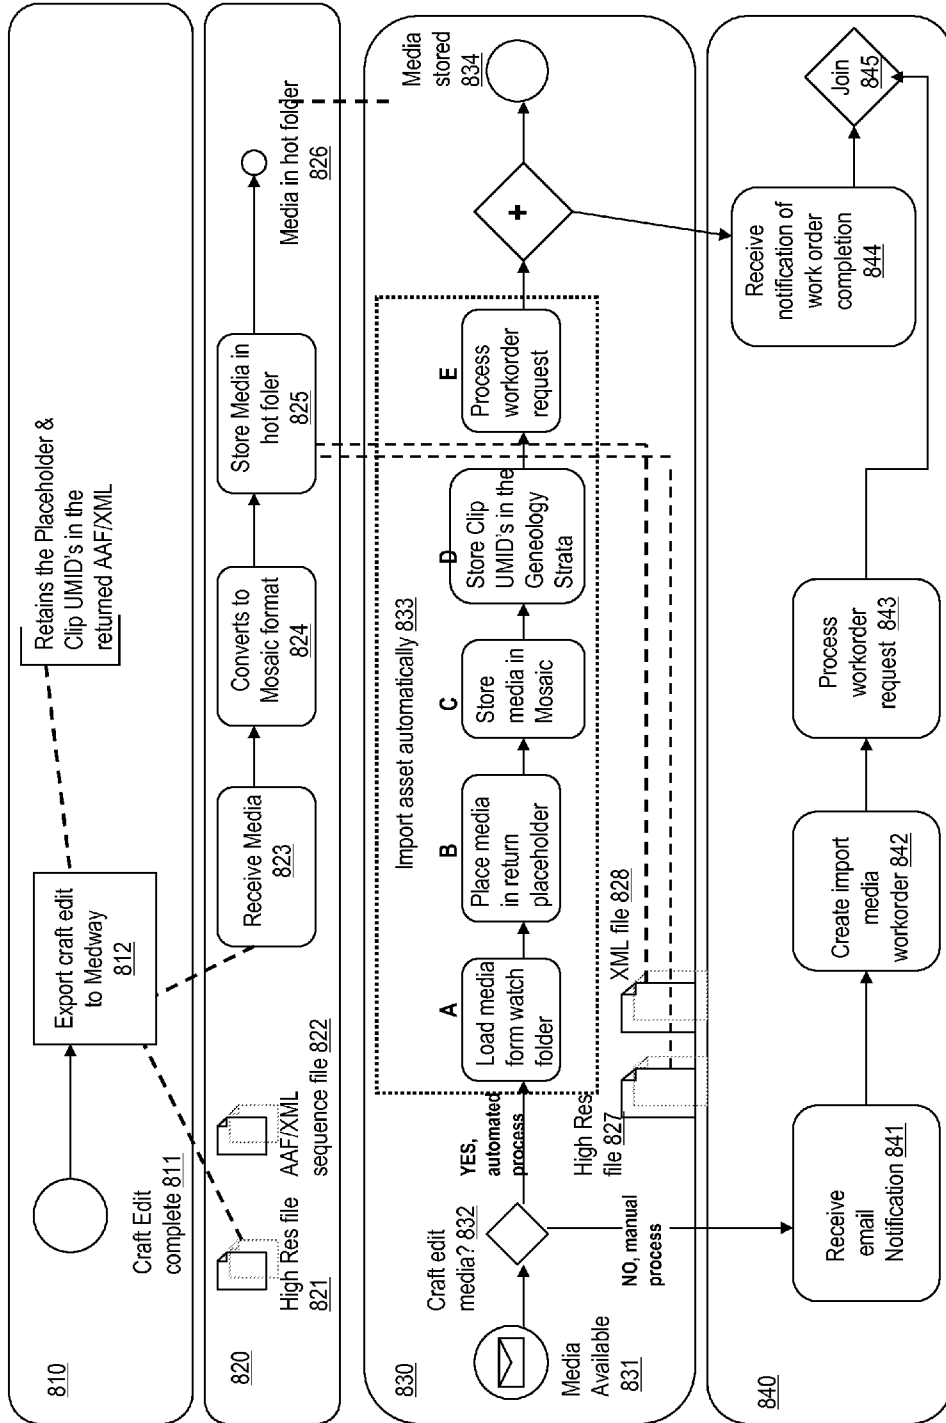 810
Craft Edit
complete 811
Export craft edit
to Medway
812
Retains the Placeholder &
Clip UMID's in the
returned AAF/XML
820
High Res file
821
AAF/XML
sequence file 822
Receive Media
823
Converts to
Mosaic format
824
Store Media in
hot foler
825
Media in hot folder
826
830
Media
Available
831
Craft edit
media? 832
YES,
automated
process
NO, manual
process
Import asset automatically 833
A
Load media
form watch
folder
B
Place media
in return
placeholder
C
Store
media in
Mosaic
D
Store Clip
UMID's in the
Geneology
Strata
E
Process
workorder
request
High Res
file 827
XML file 828
+
Media
stored
834
840
Receive
email
Notification 841
Create import
media
workorder 842
Process
workorder
request 843
Receive
notification of
work order
completion
844
Join
845